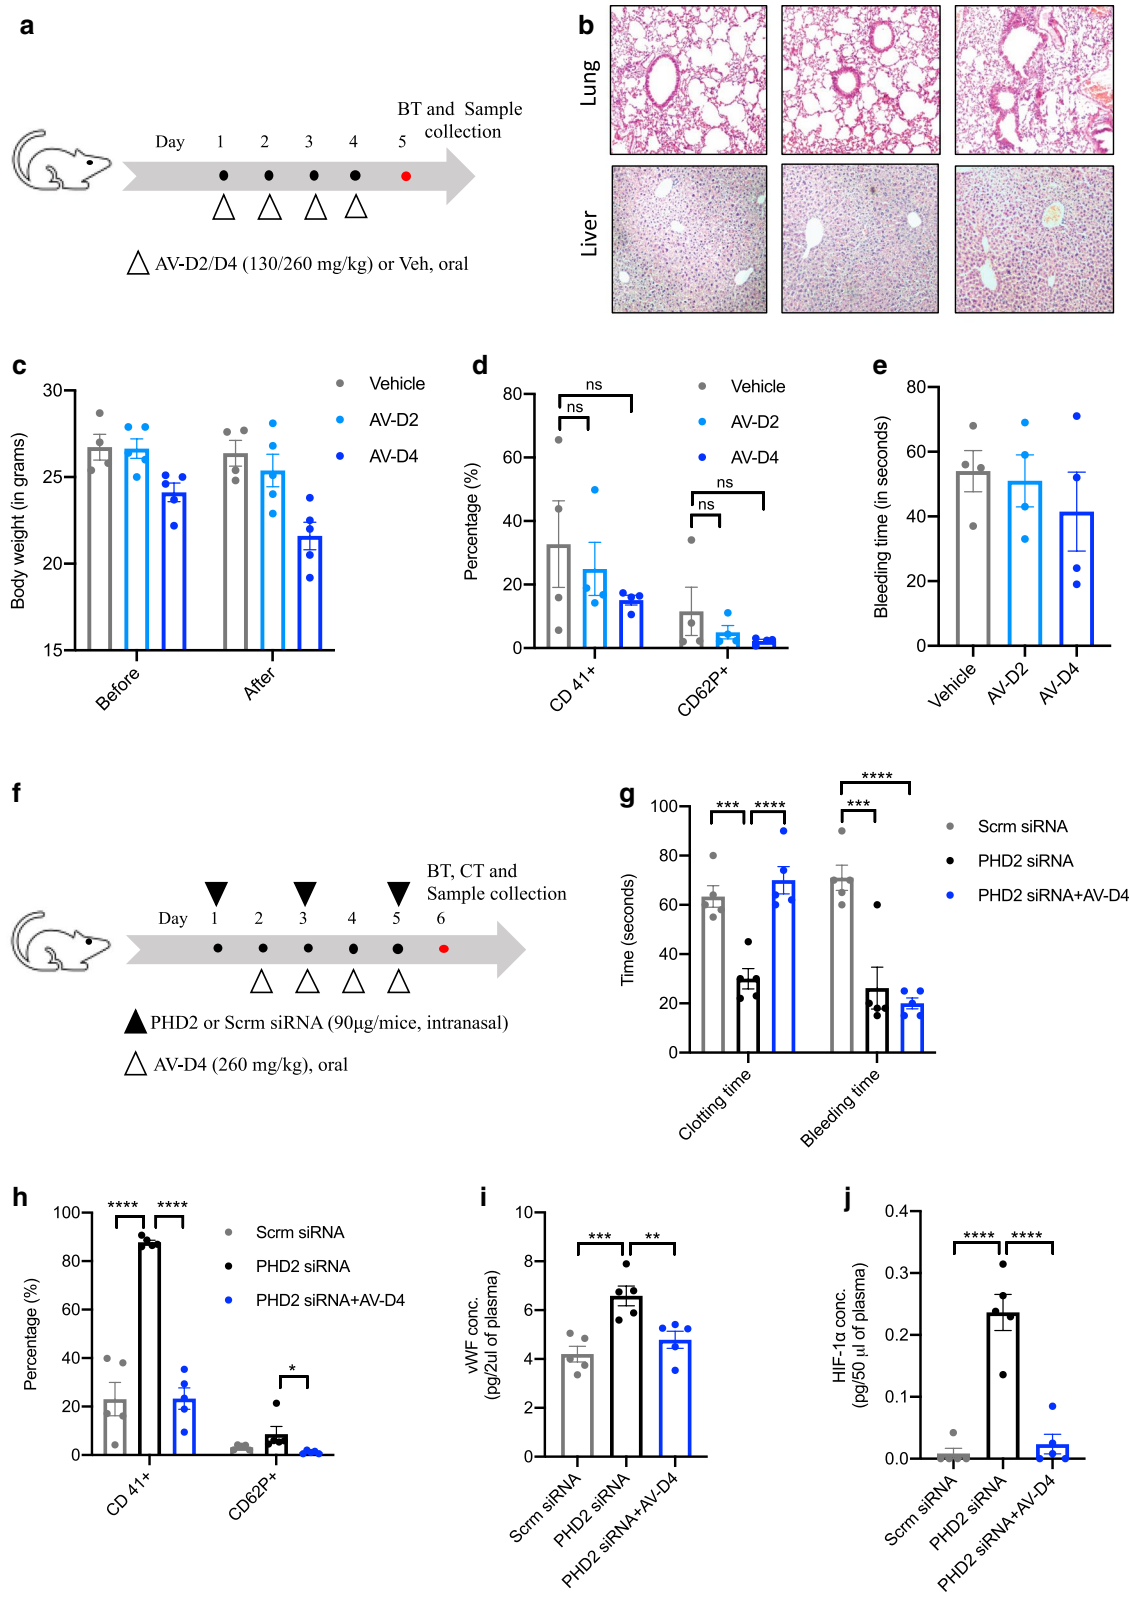 a
BT and Sample
collection
Day 1 2 3 4 5
AV-D2/D4 (130/260 mg/kg) or Veh, oral
b
Lung
Liver
c
Body weight (in grams)
30
25
20
15
Before
After
Vehicle
AV-D2
AV-D4
d
Percentage (%)
80
60
40
20
0
ns
ns
ns
ns
CD 41+
CD62P+
Vehicle
AV-D2
AV-D4
e
Bleeding time (in seconds)
80
60
40
20
0
Vehicle
AV-D2
AV-D4
f
BT, CT and
Sample collection
Day 1 2 3 4 5 6
PHD2 or Scrm siRNA (90μg/mice, intranasal)
AV-D4 (260 mg/kg), oral
g
Time (seconds)
100
80
60
40
20
0
*** ****
****
***
Clotting time
Bleeding time
Scrm siRNA
PHD2 siRNA
PHD2 siRNA+AV-D4
h
Percentage (%)
100
80
60
40
20
0
**** ****
*
CD 41+
CD62P+
Scrm siRNA
PHD2 siRNA
PHD2 siRNA+AV-D4
i
vWF conc.
(pg/2ul of plasma)
10
8
6
4
2
0
*** **
Scrm siRNA
PHD2 siRNA
PHD2 siRNA+AV-D4
j
HIF-1α conc.
(pg/50 μl of plasma)
0.4
0.3
0.2
0.1
0.0
**** ****
Scrm siRNA
PHD2 siRNA
PHD2 siRNA+AV-D4